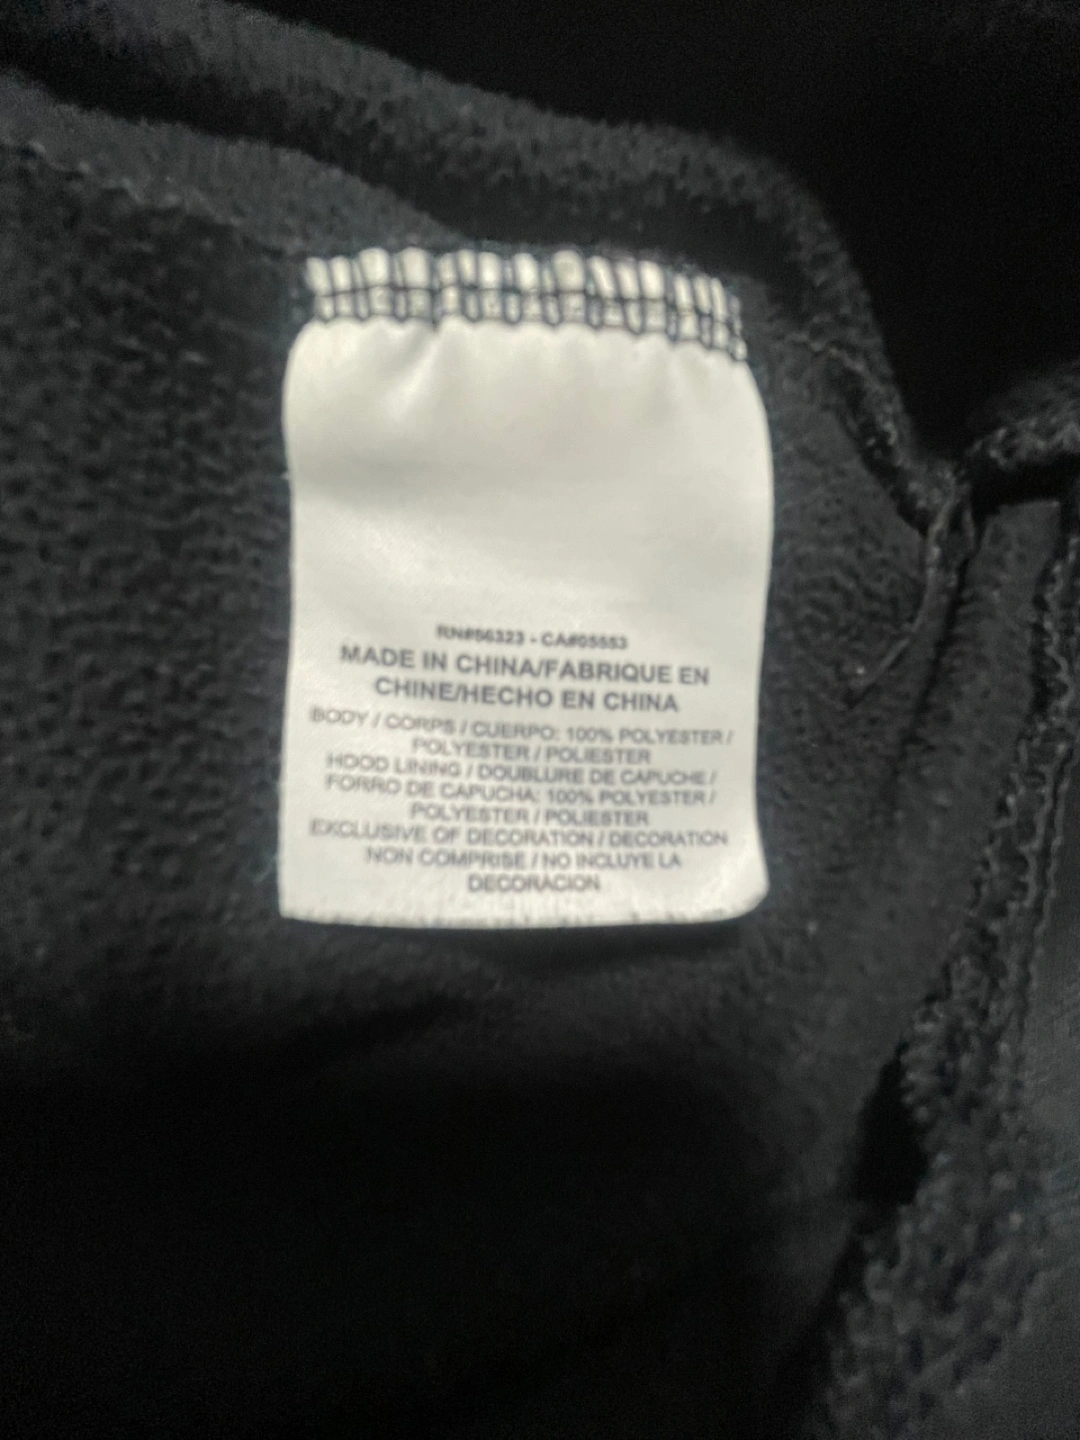 RN#56323 - CA#05553
MADE IN CHINA/FABRIQUE EN
CHINE/HECHO EN CHINA
BODY / CORPS / CUERPO: 100% POLYESTER /
POLYESTER / POLIESTER
HOOD LINING / DOUBLURE DE CAPUCHE /
FORRO DE CAPUCHA: 100% POLYESTER /
POLYESTER / POLIESTER
EXCLUSIVE OF DECORATION / DECORATION
NON COMPRISE / NO INCLUYE LA
DECORACION